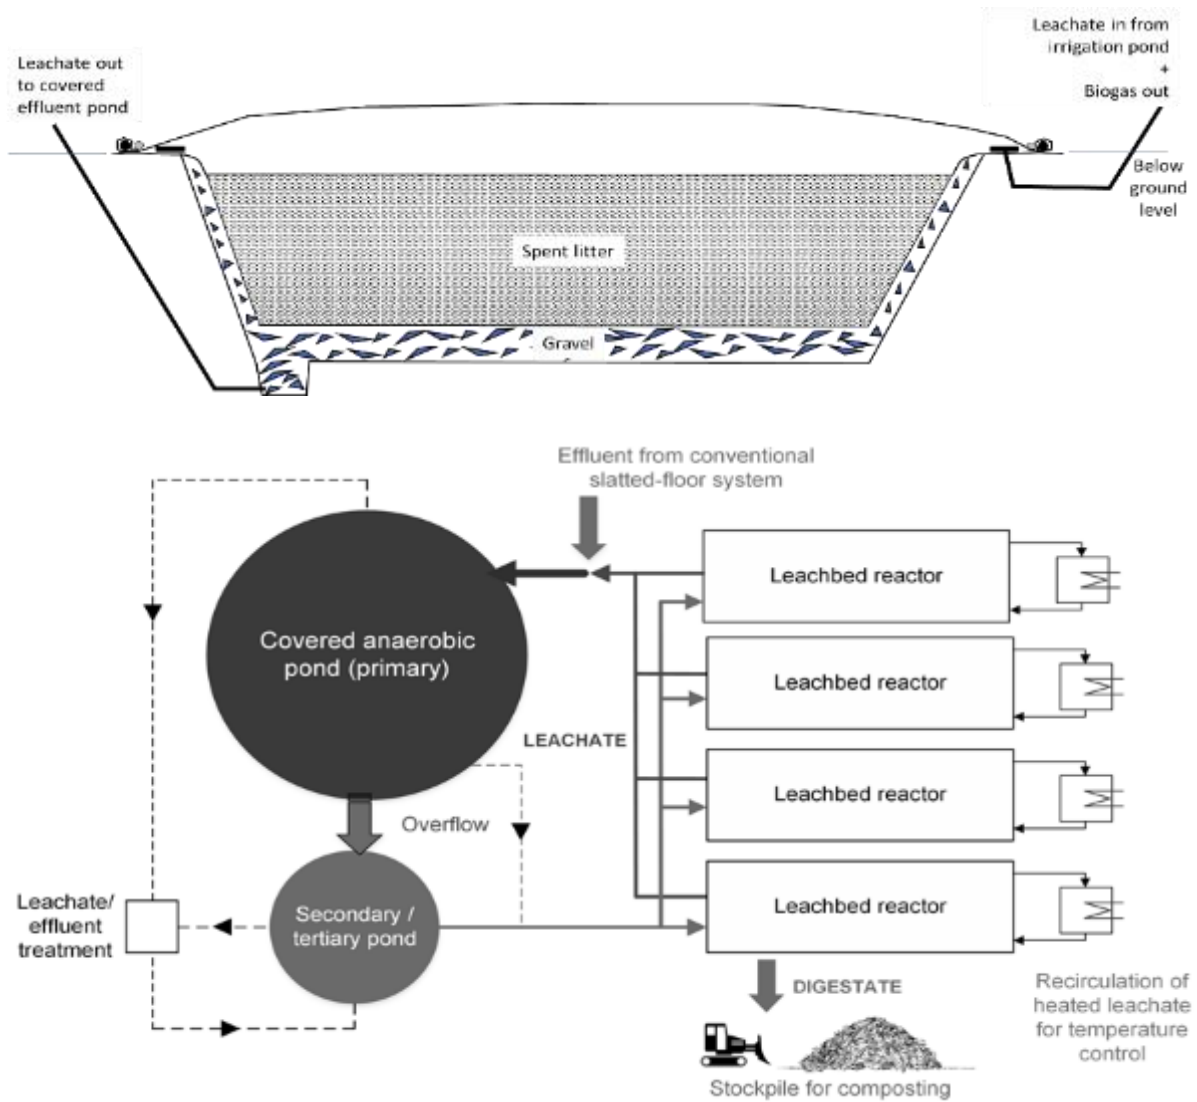 Leachate out
to covered
effluent pond
Leachate in from
irrigation pond
+
Biogas out
Below
ground
level
Spent litter
Gravel
Effluent from conventional
slatted-floor system
Leachbed reactor
Covered anaerobic
pond (primary)
Leachbed reactor
LEACHATE
Leachbed reactor
Overflow
Leachbed reactor
Leachate/
effluent
treatment
Secondary /
tertiary pond
DIGESTATE
Recirculation of
heated leachate
for temperature
control
Stockpile for composting